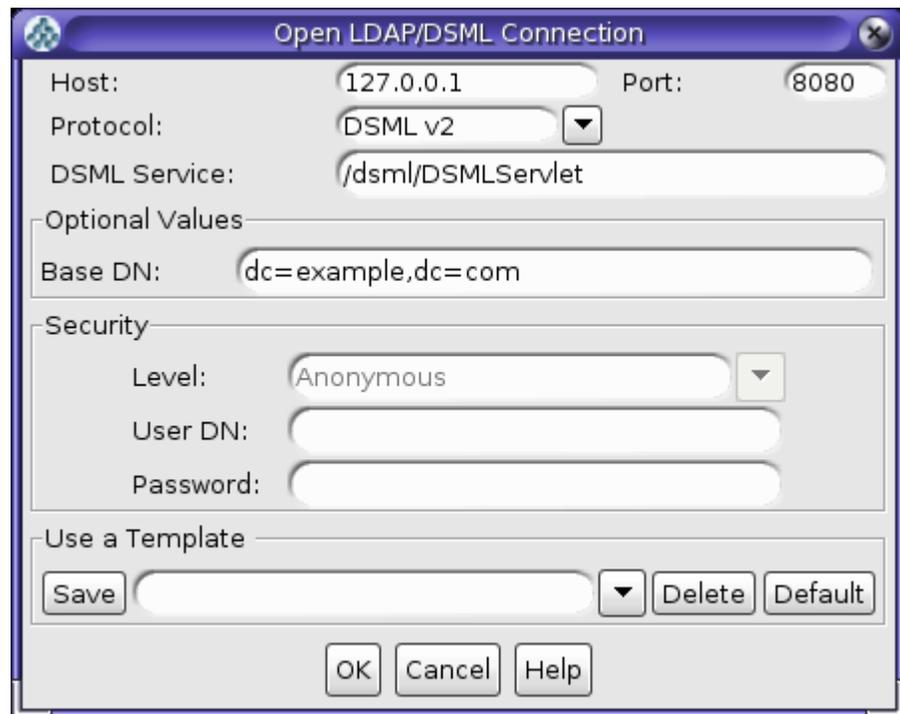 Open LDAP/DSML Connection
Host: 127.0.0.1 Port: 8080
Protocol: DSML v2
DSML Service: /dsml/DSMLServlet
Optional Values
Base DN: dc=example,dc=com
Security
Level: Anonymous
User DN:
Password:
Use a Template
Save Delete Default
OK Cancel Help